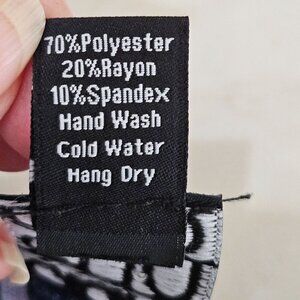 70%Polyester
20%Rayon
10%Spandex
Hand Wash
Cold Water
Hang Dry